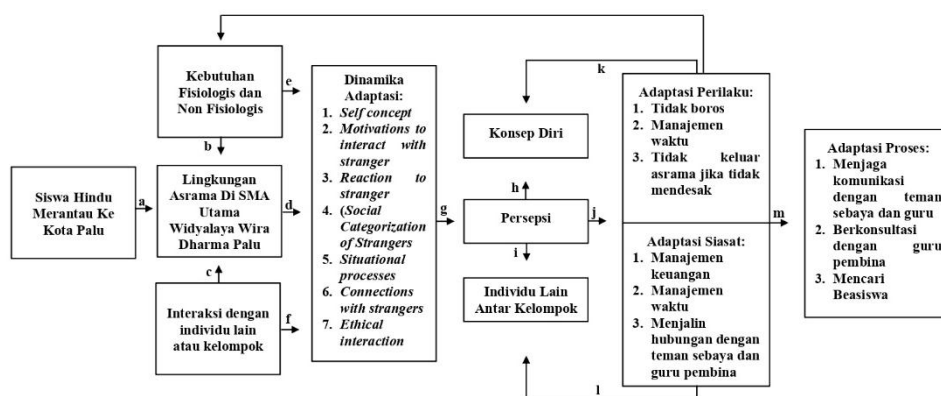 Siswa Hindu
Merantau Ke
Kota Palu
a
Kebutuhan
Fisiologis dan
Non Fisiologis
b
Lingkungan
Asrama Di SMA
Utama
Widyalaya Wira
Dharma Palu
c
Interaksi dengan
individu lain
atau kelompok
e
d
f
Dinamika
Adaptasi:
1. Self concept
2. Motivations to
interact with
stranger
3. Reaction to
stranger
4. (Social
Categorization
of Strangers
5. Situational
processes
6. Connections
with strangers
7. Ethical
interaction
g
k
Konsep Diri
h
Persepsi
i
Individu Lain
Antar Kelompok
j
l
Adaptasi Perilaku:
1. Tidak boros
2. Manajemen
waktu
3. Tidak keluar
asrama jika tidak
mendesak
Adaptasi Siasat:
1. Manajemen
keuangan
2. Manajemen
waktu
3. Menjalin
hubungan dengan
teman sebaya dan
guru pembina
m
Adaptasi Proses:
1. Menjaga
komunikasi
dengan teman
sebaya dan guru
2. Berkonsultasi
dengan guru
pembina
3. Mencari
Beasiswa